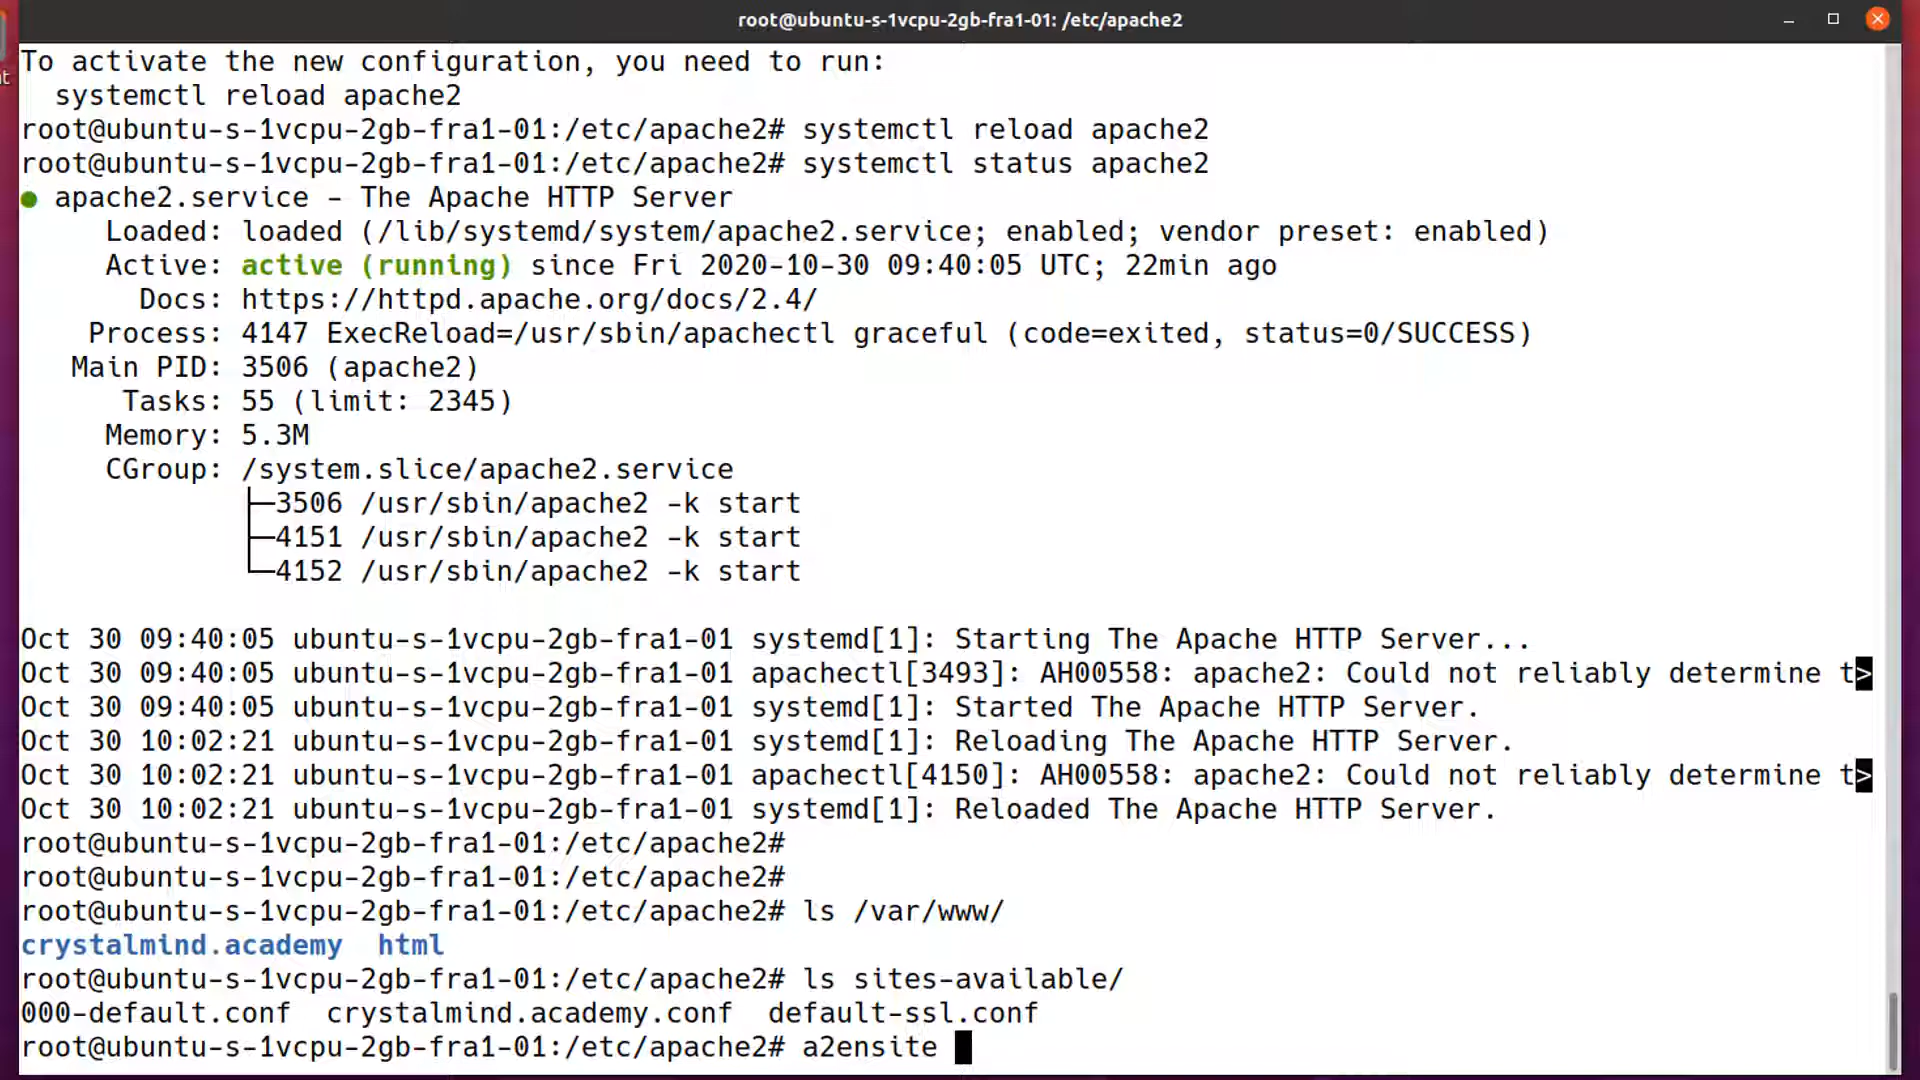 root@ubuntu-s-1vcpu-2gb-fra1-01: /etc/apache2
To activate the new configuration, you need to run:
  systemctl reload apache2
root@ubuntu-s-1vcpu-2gb-fra1-01:/etc/apache2# systemctl reload apache2
root@ubuntu-s-1vcpu-2gb-fra1-01:/etc/apache2# systemctl status apache2
● apache2.service - The Apache HTTP Server
     Loaded: loaded (/lib/systemd/system/apache2.service; enabled; vendor preset: enabled)
     Active: active (running) since Fri 2020-10-30 09:40:05 UTC; 22min ago
       Docs: https://httpd.apache.org/docs/2.4/
    Process: 4147 ExecReload=/usr/sbin/apachectl graceful (code=exited, status=0/SUCCESS)
   Main PID: 3506 (apache2)
      Tasks: 55 (limit: 2345)
     Memory: 5.3M
     CGroup: /system.slice/apache2.service
             ├─3506 /usr/sbin/apache2 -k start
             ├─4151 /usr/sbin/apache2 -k start
             └─4152 /usr/sbin/apache2 -k start
Oct 30 09:40:05 ubuntu-s-1vcpu-2gb-fra1-01 systemd[1]: Starting The Apache HTTP Server...
Oct 30 09:40:05 ubuntu-s-1vcpu-2gb-fra1-01 apachectl[3493]: AH00558: apache2: Could not reliably determine t>
Oct 30 09:40:05 ubuntu-s-1vcpu-2gb-fra1-01 systemd[1]: Started The Apache HTTP Server.
Oct 30 10:02:21 ubuntu-s-1vcpu-2gb-fra1-01 systemd[1]: Reloading The Apache HTTP Server.
Oct 30 10:02:21 ubuntu-s-1vcpu-2gb-fra1-01 apachectl[4150]: AH00558: apache2: Could not reliably determine t>
Oct 30 10:02:21 ubuntu-s-1vcpu-2gb-fra1-01 systemd[1]: Reloaded The Apache HTTP Server.
root@ubuntu-s-1vcpu-2gb-fra1-01:/etc/apache2#
root@ubuntu-s-1vcpu-2gb-fra1-01:/etc/apache2#
root@ubuntu-s-1vcpu-2gb-fra1-01:/etc/apache2# ls /var/www/
crystalmind.academy  html
root@ubuntu-s-1vcpu-2gb-fra1-01:/etc/apache2# ls sites-available/
000-default.conf  crystalmind.academy.conf  default-ssl.conf
root@ubuntu-s-1vcpu-2gb-fra1-01:/etc/apache2# a2ensite